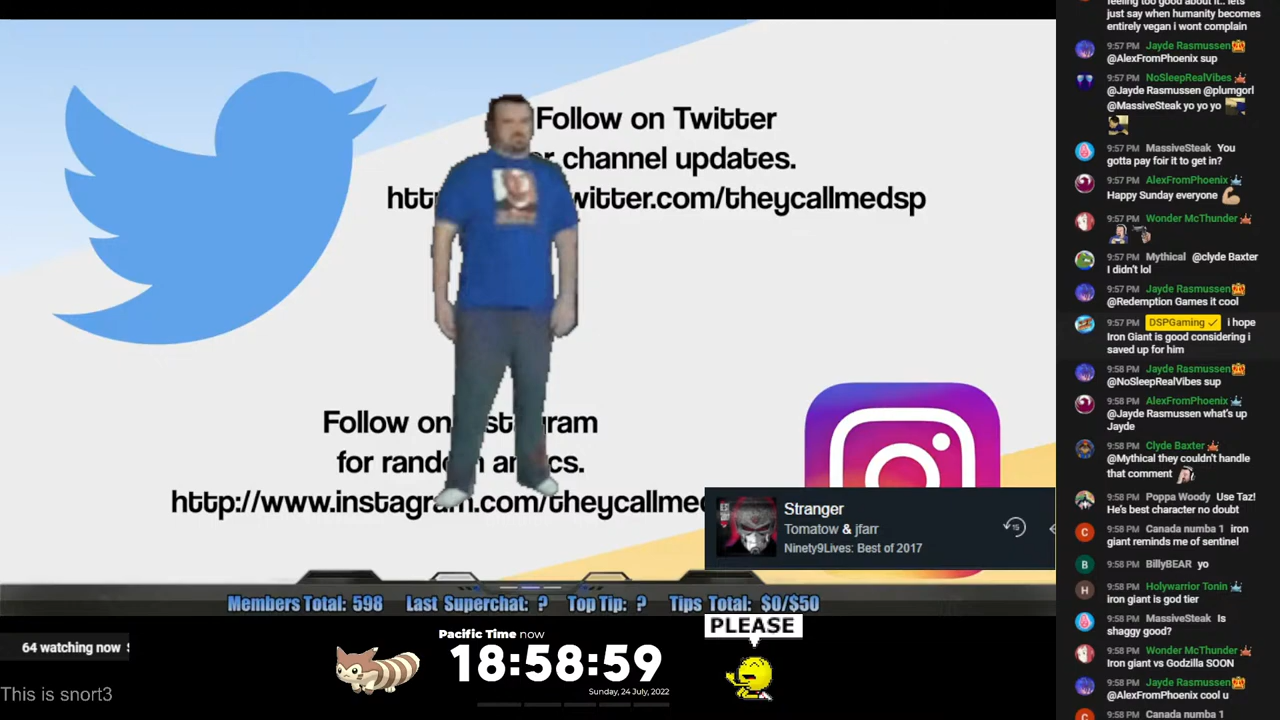 Follow on Twitter
channel updates.
witter.com/theycallmedsp
Follow on Instagram
for random antics.
http://www.instagram.com/theycallmed
Stranger
Tomatow & jfarr
Ninety9Lives: Best of 2017
15
Members Total: 598 Last Superchat: ? Top Tip: ? Tips Total: $0/$50
64 watching now
This is snort3
Pacific Time now
18:58:59
Sunday, 24 July, 2022
PLEASE
feeling too good about it.. lets
just say when humanity becomes
entirely vegan i wont complain
9:57 PM Jayde Rasmussen
@AlexFromPhoenix sup
9:57 PM NoSleepRealVibes
@Jayde Rasmussen @plumgorl
@MassiveSteak yo yo yo
9:57 PM MassiveSteak You
gotta pay foir it to get in?
9:57 PM AlexFromPhoenix
Happy Sunday everyone
9:57 PM Wonder McThunder
9:57 PM Mythical @clyde Baxter
I didn't lol
9:57 PM Jayde Rasmussen
@Redemption Games it cool
9:57 PM DSPGaming i hope
Iron Giant is good considering i
saved up for him
9:58 PM Jayde Rasmussen
@NoSleepRealVibes sup
9:58 PM AlexFromPhoenix
@Jayde Rasmussen what's up
Jayde
9:58 PM Clyde Baxter
@Mythical they couldn't handle
that comment
9:58 PM Poppa Woody Use Taz!
He's best character no doubt
C 9:58 PM Canada numba 1 iron
giant reminds me of sentinel
B 9:58 PM BillyBEAR yo
H 9:58 PM Holywarrior Tonin
iron giant is god tier
9:58 PM MassiveSteak Is
shaggy good?
9:58 PM Wonder McThunder
Iron giant vs Godzilla SOON
9:58 PM Jayde Rasmussen
@AlexFromPhoenix cool u
9:58 PM Canada numba 1